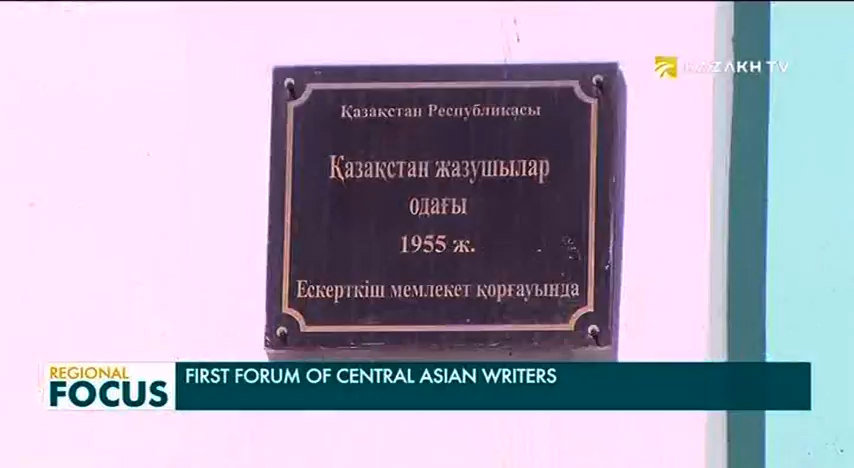 KAZAKH TV
Қазақстан Республикасы
Қазақстан жазушылар
одағы
1955 ж.
Ескерткіш мемлекет қорғауында
REGIONAL
FOCUS
FIRST FORUM OF CENTRAL ASIAN WRITERS